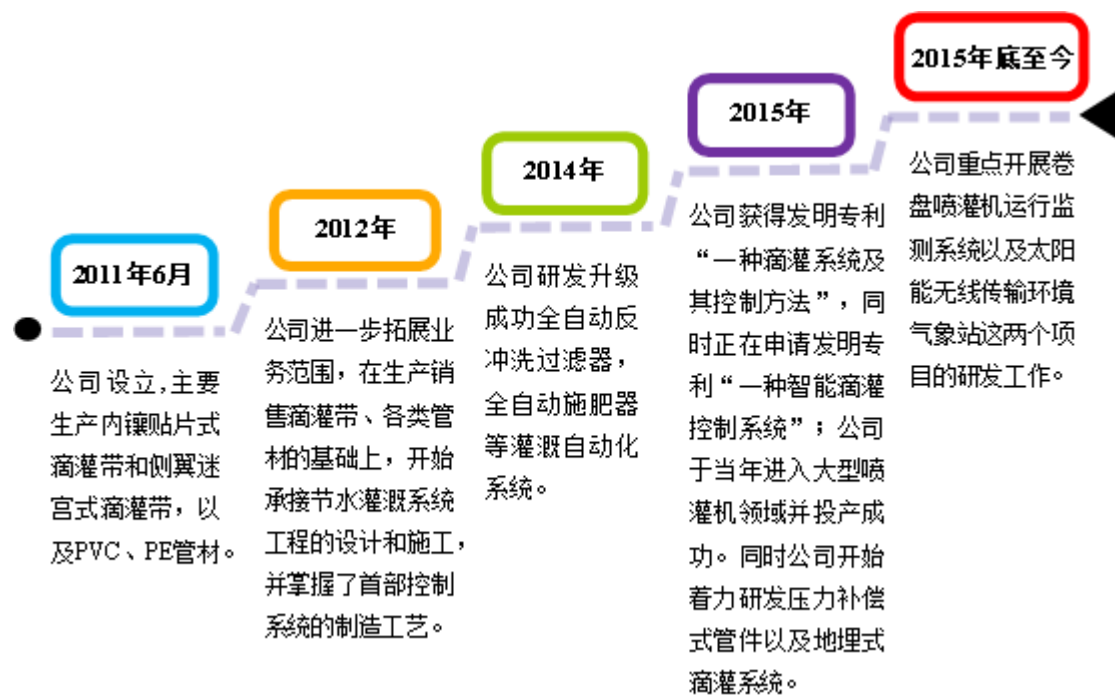 2011年6月
公司设立,主要
生产内镶贴片式
滴灌带和侧翼迷
宫式滴灌带，以
及PVC、PE管材。
2012年
公司进一步拓展业
务范围，在生产销
售滴灌带、各类管
材的基础上，开始
承接节水灌溉系统
工程的设计和施工，
并掌握了首部控制
系统的制造工艺。
2014年
公司研发升级
成功全自动反
冲洗过滤器，
全自动施肥器
等灌溉自动化
系统。
2015年
公司获得发明专利
“一种滴灌系统及
其控制方法”，同
时正在申请发明专
利“一种智能滴灌
控制系统”；公司
于当年进入大型喷
灌机领域并投产成
功。同时公司开始
着力研发压力补偿
式管件以及地埋式
滴灌系统。
2015年底至今
公司重点开展卷
盘喷灌机运行监
测系统以及太阳
能无线传输环境
气象站这两个项
目的研发工作。